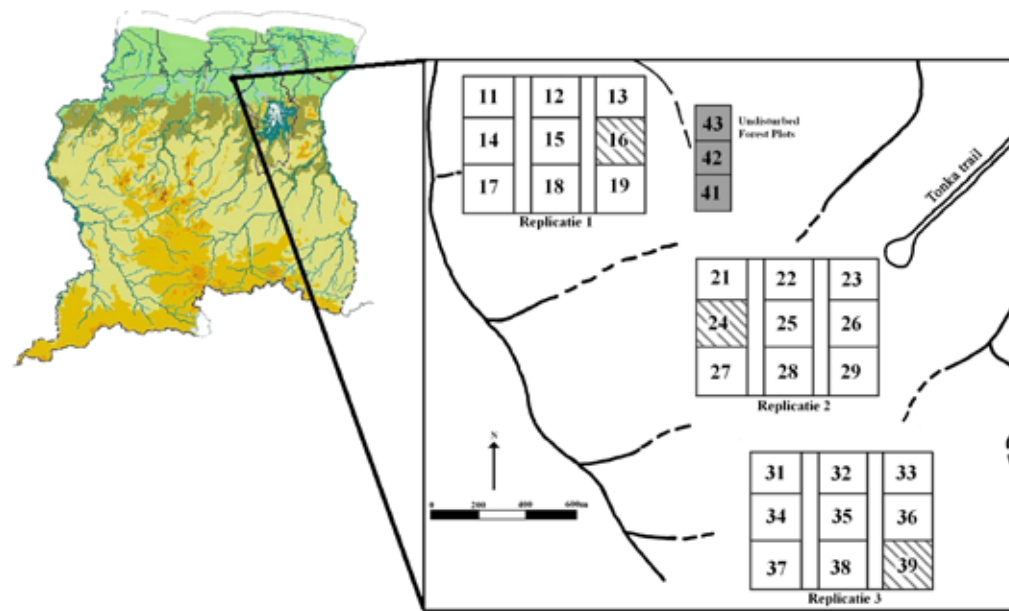 11 12 13
14 15 16
17 18 19
Replicatie 1
43 Undisturbed
Forest Plots
42
41
Tonka trail
21 22 23
24 25 26
27 28 29
Replicatie 2
N
0 200 400 600m
31 32 33
34 35 36
37 38 39
Replicatie 3